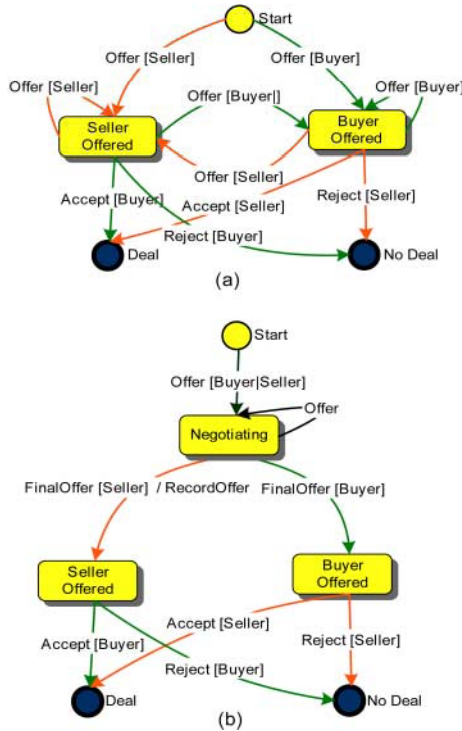 Start
Offer [Seller]
Offer [Buyer]
Offer [Seller]
Offer [Buyer]
Offer [Buyer|]
Seller
Offered
Buyer
Offered
Offer [Seller]
Accept [Buyer]
Accept [Seller]
Reject [Seller]
Reject [Buyer]
Deal
No Deal
(a)
Start
Offer [Buyer|Seller]
Offer
Negotiating
FinalOffer [Seller] / RecordOffer
FinalOffer [Buyer]
Seller
Offered
Buyer
Offered
Accept [Seller]
Accept [Buyer]
Reject [Seller]
Reject [Buyer]
Deal
No Deal
(b)